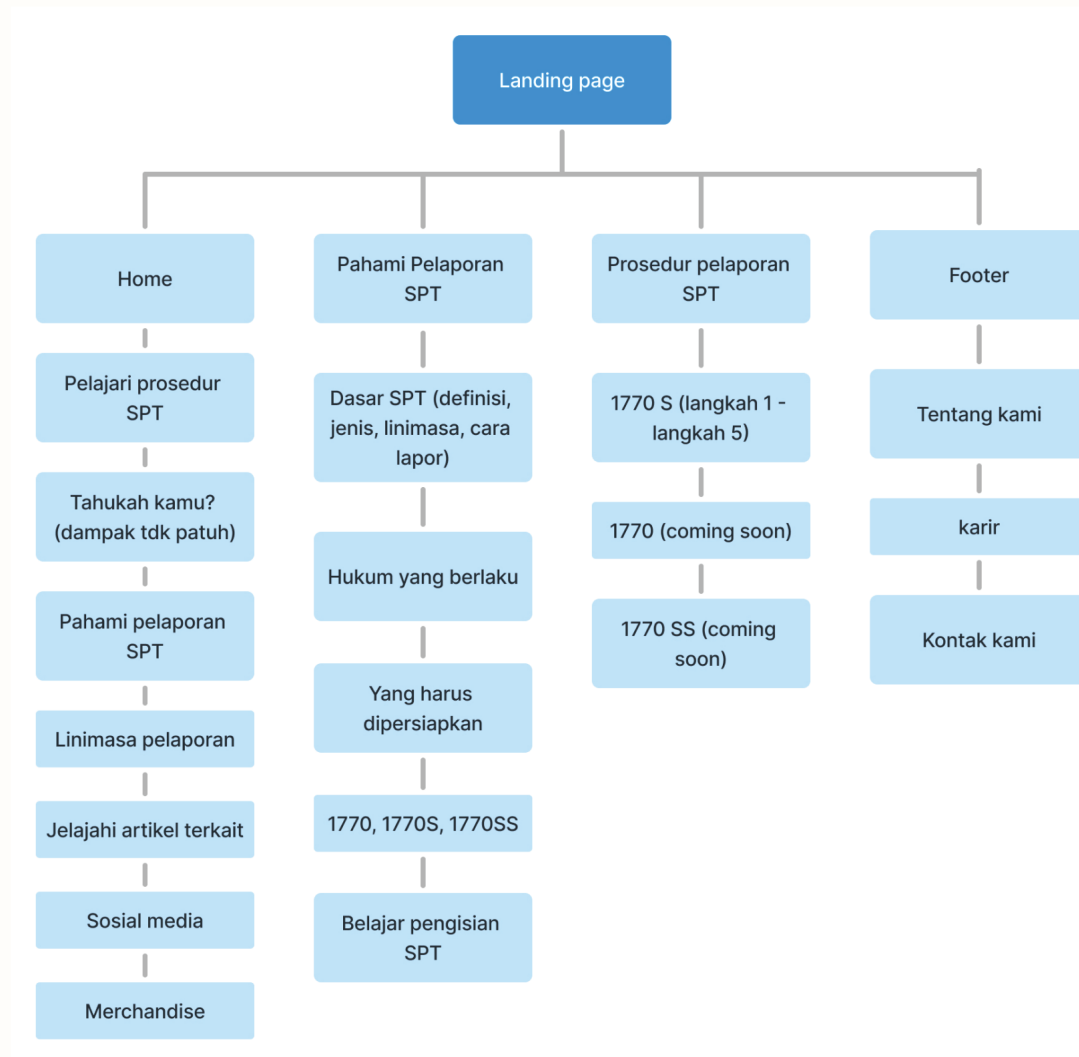 Landing page
Home
Pelajari prosedur
SPT
Tahukah kamu?
(dampak tdk patuh)
Pahami pelaporan
SPT
Linimasa pelaporan
Jelajahi artikel terkait
Sosial media
Merchandise
Pahami Pelaporan
SPT
Dasar SPT (definisi,
jenis, linimasa, cara
lapor)
Hukum yang berlaku
Yang harus
dipersiapkan
1770, 1770S, 1770SS
Belajar pengisian
SPT
Prosedur pelaporan
SPT
1770 S (langkah 1 -
langkah 5)
1770 (coming soon)
1770 SS (coming
soon)
Footer
Tentang kami
karir
Kontak kami